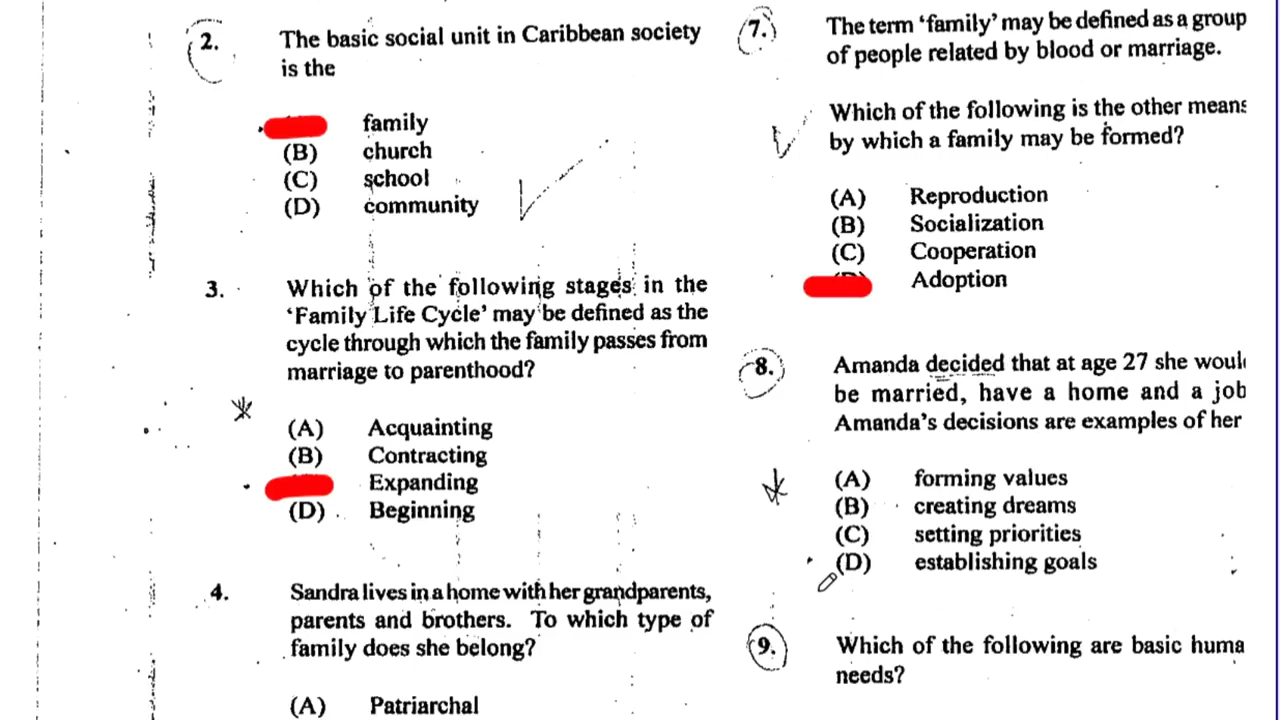 2. The basic social unit in Caribbean society
is the
family
(B) church
(C) school
(D) community
3. Which of the following stages in the
‘Family Life Cycle’ may be defined as the
cycle through which the family passes from
marriage to parenthood?
(A) Acquainting
(B) Contracting
Expanding
(D) Beginning
4. Sandra lives in a home with her grandparents,
parents and brothers. To which type of
family does she belong?
(A) Patriarchal
7. The term ‘family’ may be defined as a group
of people related by blood or marriage.
Which of the following is the other means
by which a family may be formed?
(A) Reproduction
(B) Socialization
(C) Cooperation
Adoption
8. Amanda decided that at age 27 she would
be married, have a home and a job
Amanda’s decisions are examples of her
(A) forming values
(B) creating dreams
(C) setting priorities
(D) establishing goals
9. Which of the following are basic huma
needs?